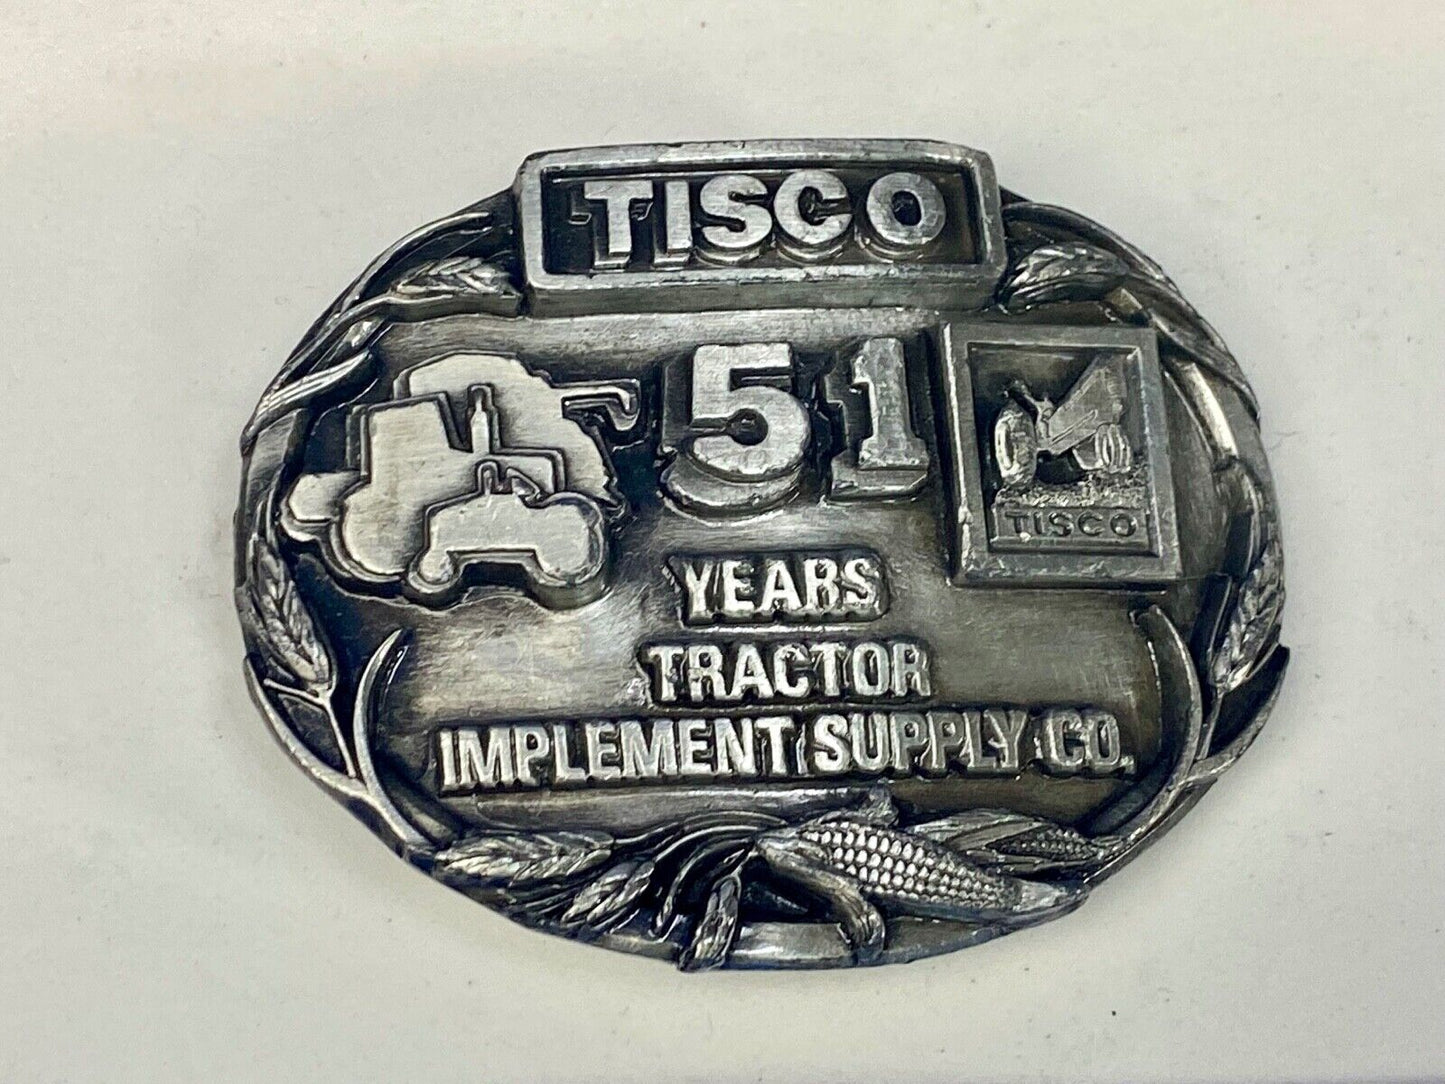 TISCO
51
TISCO
YEARS
TRACTOR
IMPLEMENT SUPPLY CO.